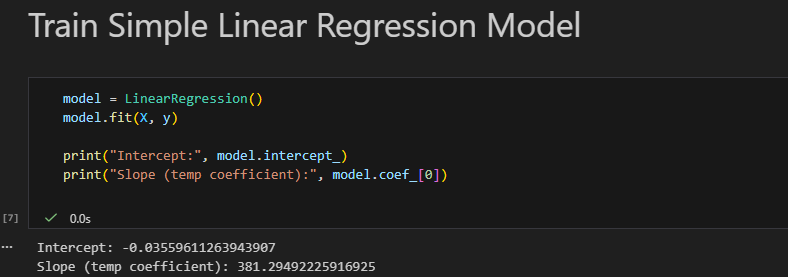 Train Simple Linear Regression Model
model = LinearRegression()
model.fit(X, y)
print("Intercept:", model.intercept_)
print("Slope (temp coefficient):", model.coef_[0])
[7]
0.0s
...
Intercept: -0.03559611263943907
Slope (temp coefficient): 381.29492225916925